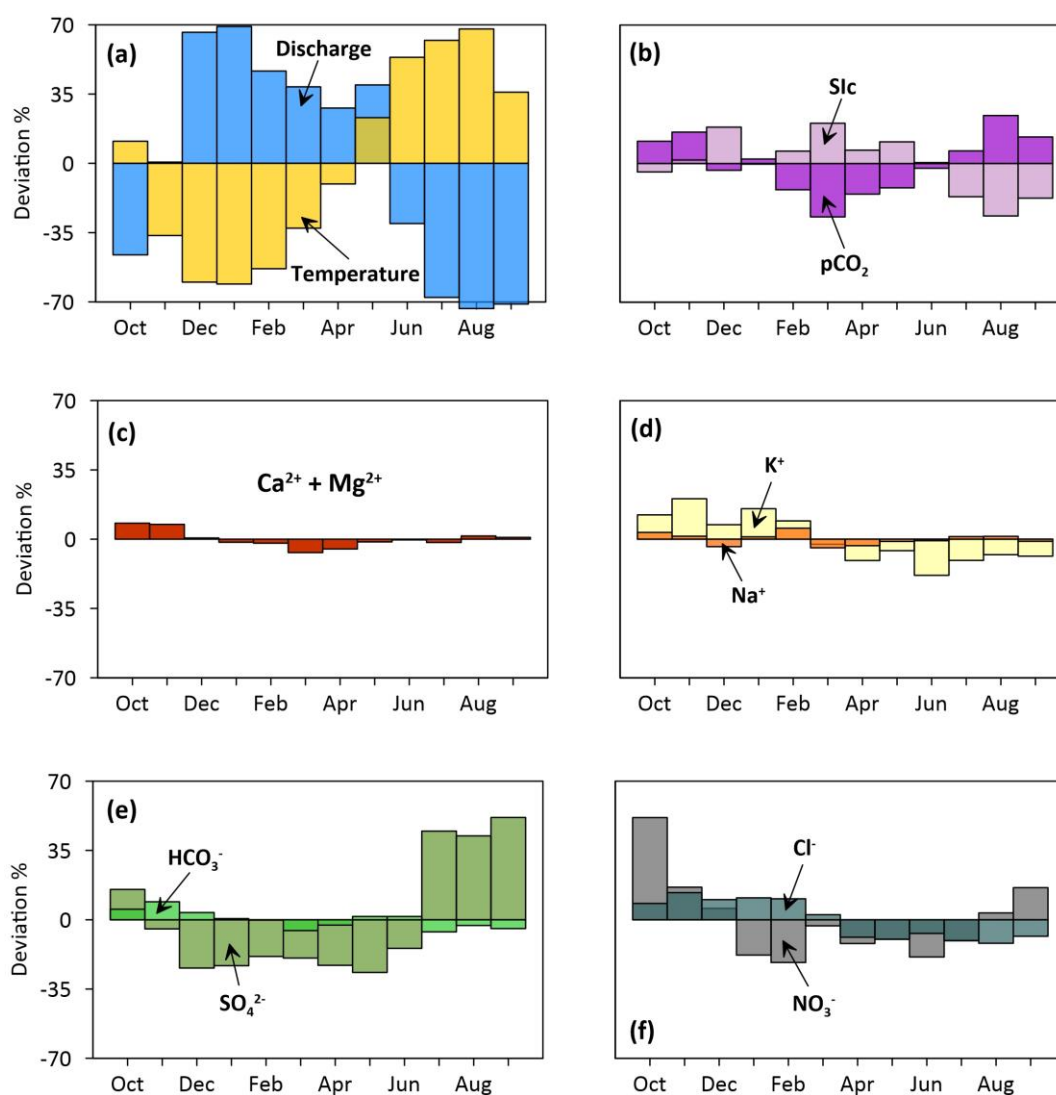 70
35
0
-35
-70
Deviation %
(a)
Discharge
Temperature
Oct Dec Feb Apr Jun Aug
(b)
SIc
pCO₂
Oct Dec Feb Apr Jun Aug
70
35
0
-35
-70
Deviation %
(c)
Ca²⁺ + Mg²⁺
Oct Dec Feb Apr Jun Aug
(d)
K⁺
Na⁺
Oct Dec Feb Apr Jun Aug
70
35
0
-35
-70
Deviation %
(e)
HCO₃⁻
SO₄²⁻
Oct Dec Feb Apr Jun Aug
Cl⁻
NO₃⁻
(f)
Oct Dec Feb Apr Jun Aug